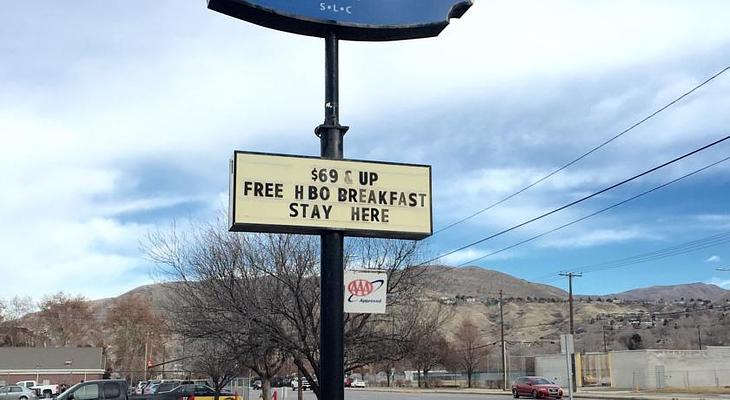 S•L•C
$69 & UP
FREE HBO BREAKFAST
STAY HERE
AAA
Approved